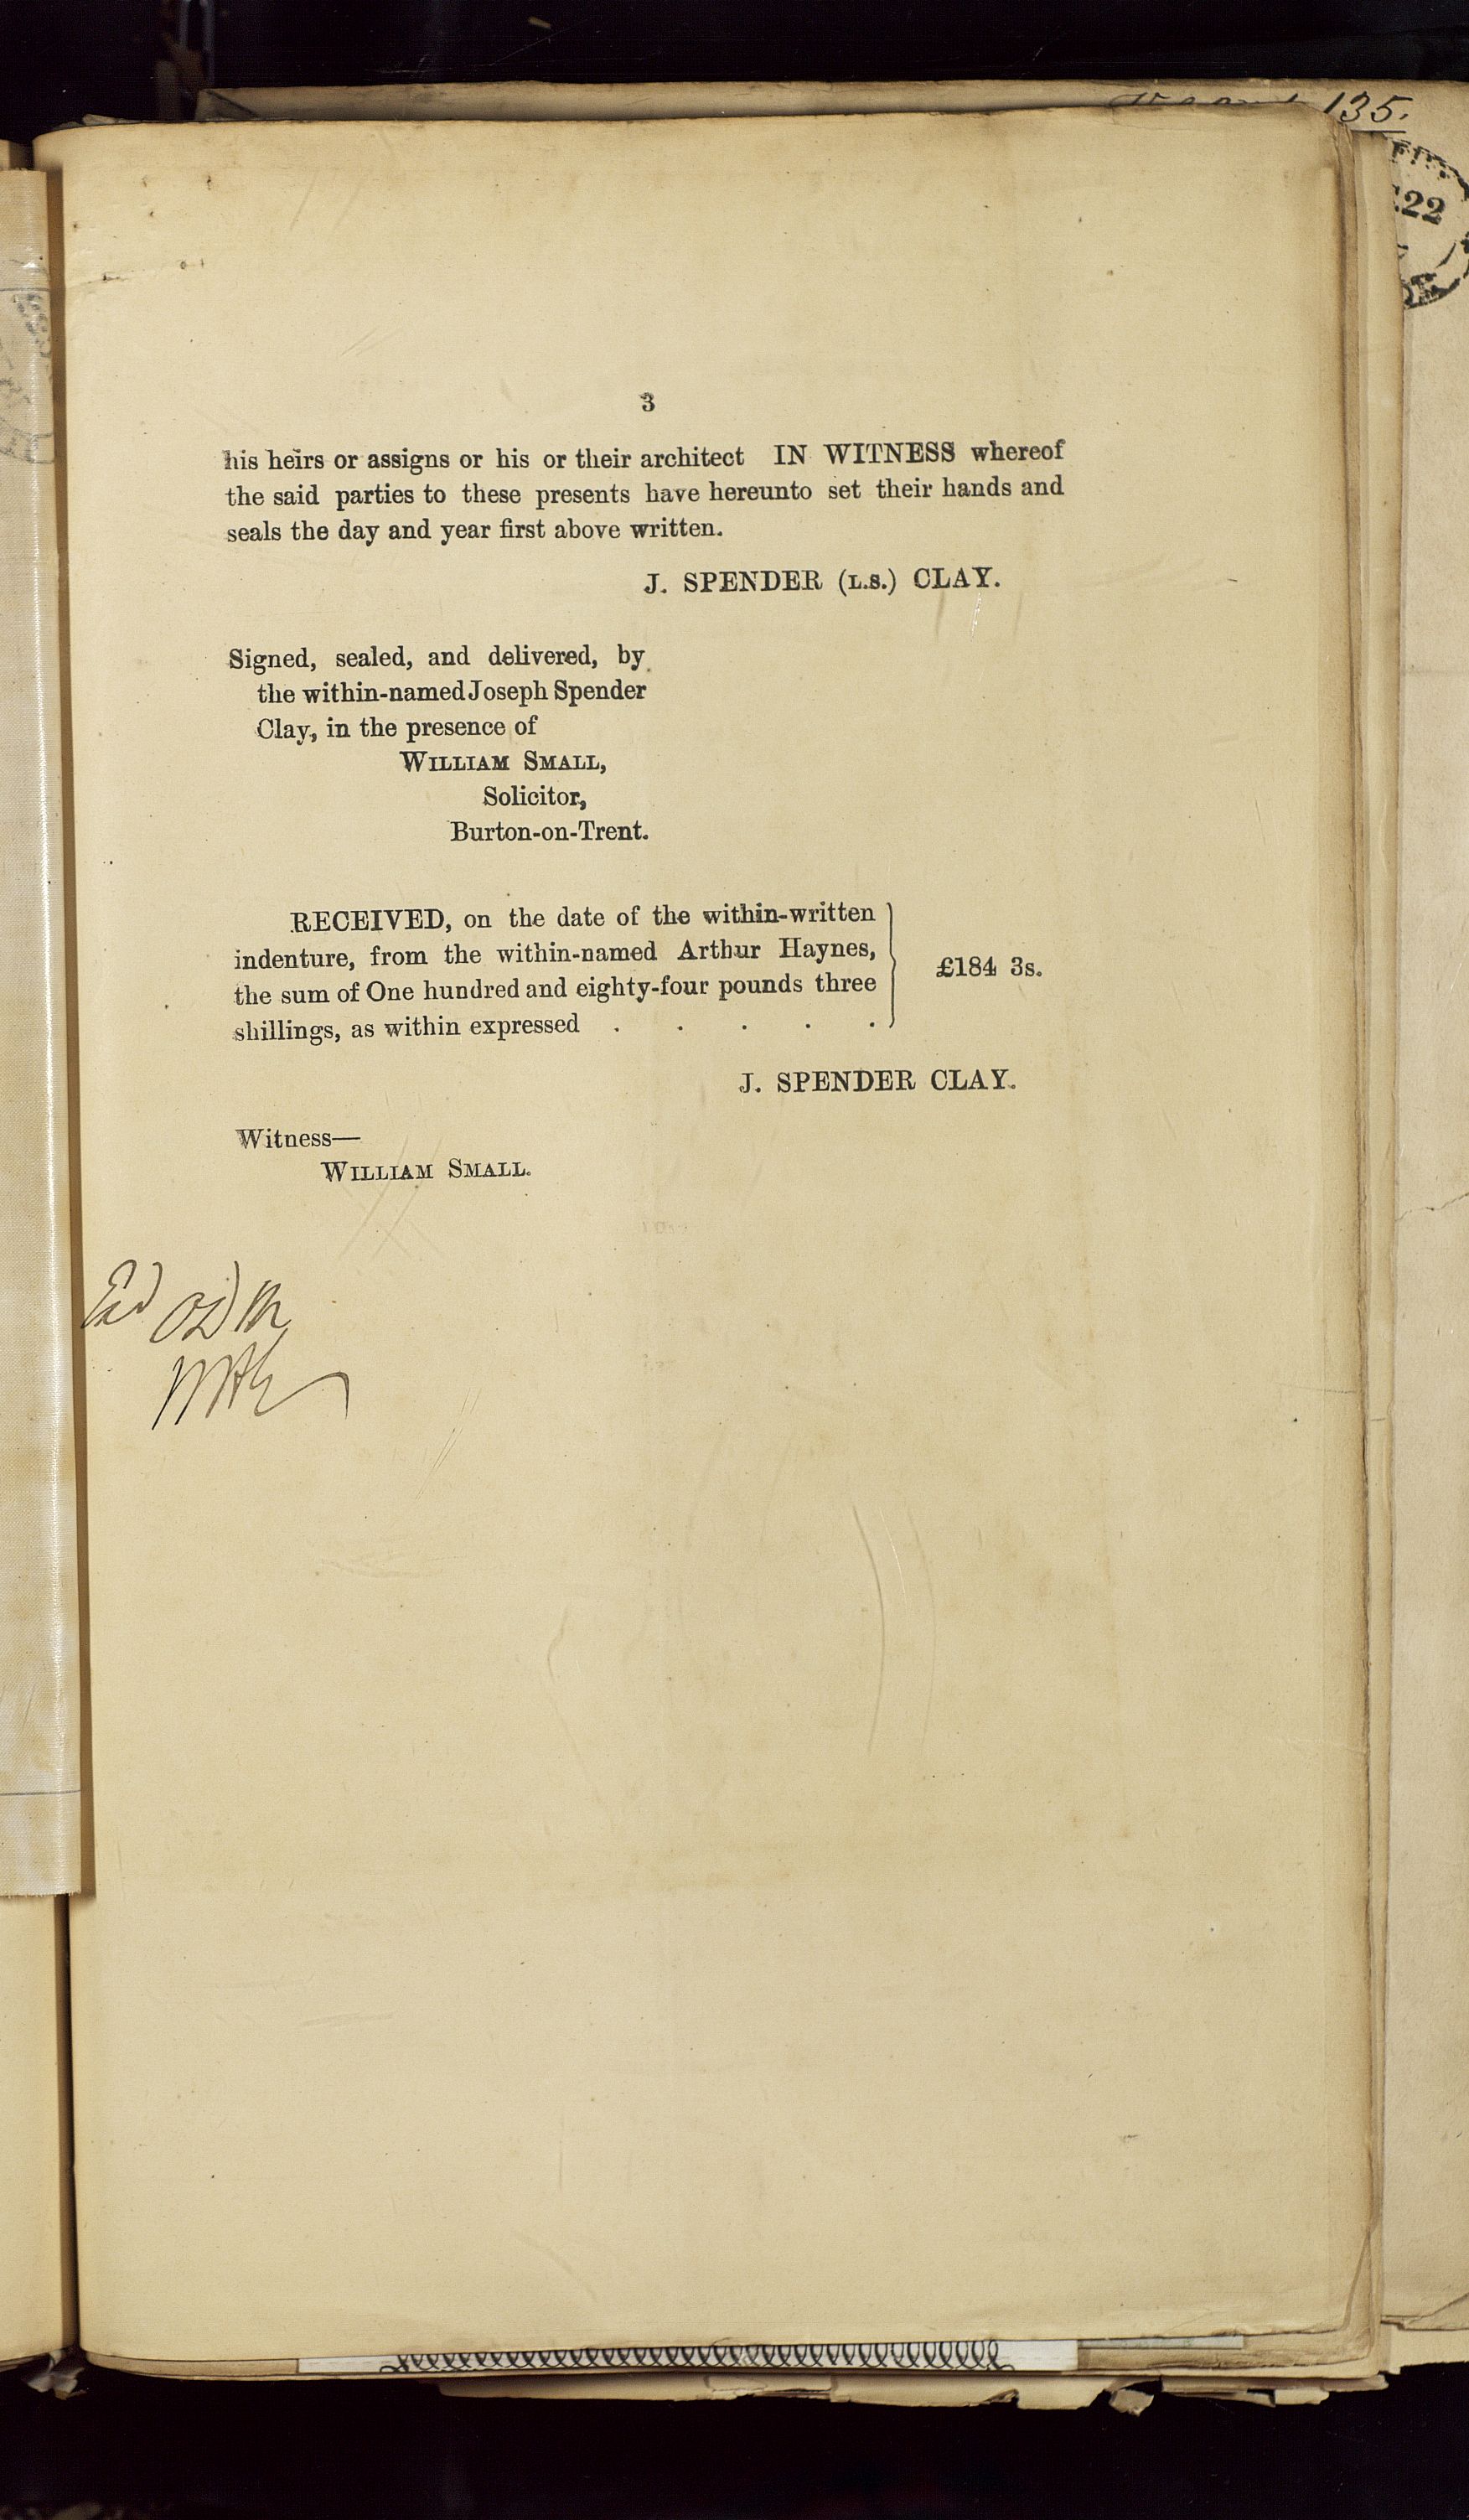 135.
22
3
his heirs or assigns or his or their architect IN WITNESS whereof
the said parties to these presents have hereunto set their hands and
seals the day and year first above written.
J. SPENDER (L.S.) CLAY.
Signed, sealed, and delivered, by
the within-named Joseph Spender
Clay, in the presence of
WILLIAM SMALL,
Solicitor,
Burton-on-Trent.
RECEIVED, on the date of the within-written
indenture, from the within-named Arthur Haynes,
the sum of One hundred and eighty-four pounds three
shillings, as within expressed . . . . .
£184 3s.
J. SPENDER CLAY.
Witness—
WILLIAM SMALL.